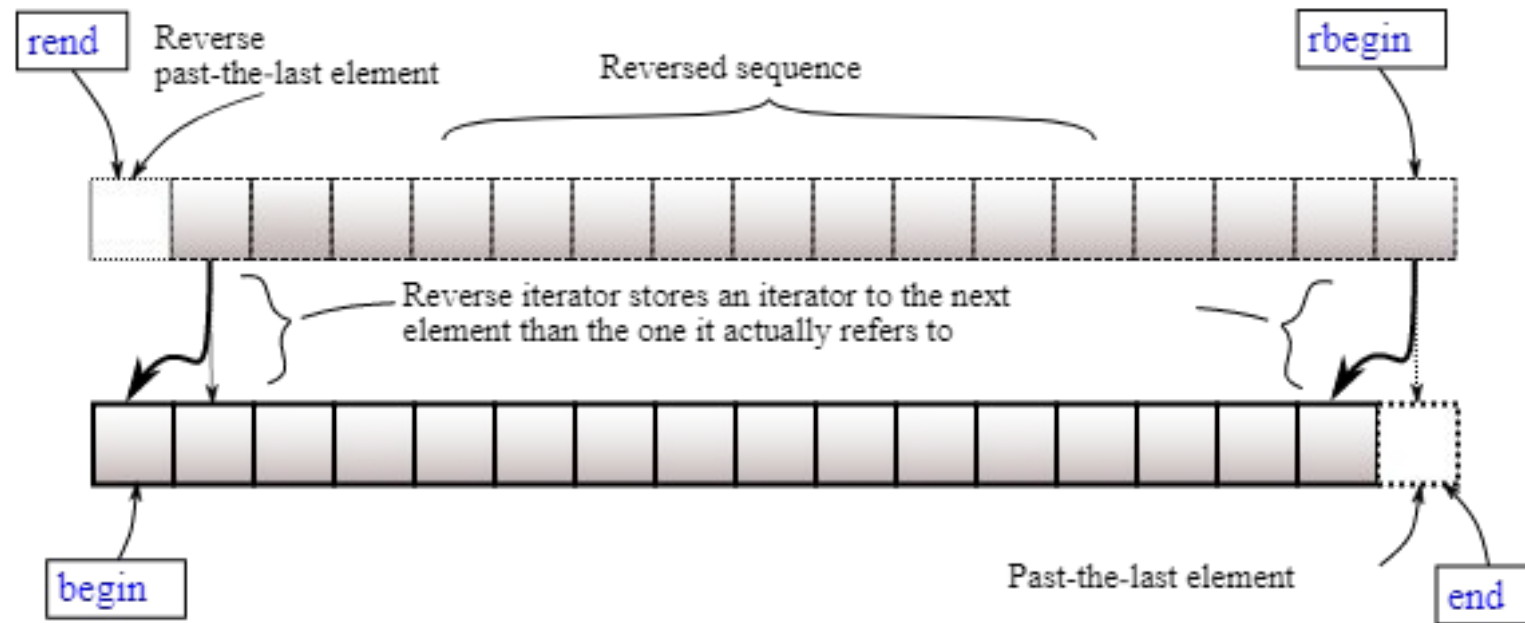 rend
Reverse
past-the-last element
Reversed sequence
rbegin
Reverse iterator stores an iterator to the next
element than the one it actually refers to
begin
Past-the-last element
end